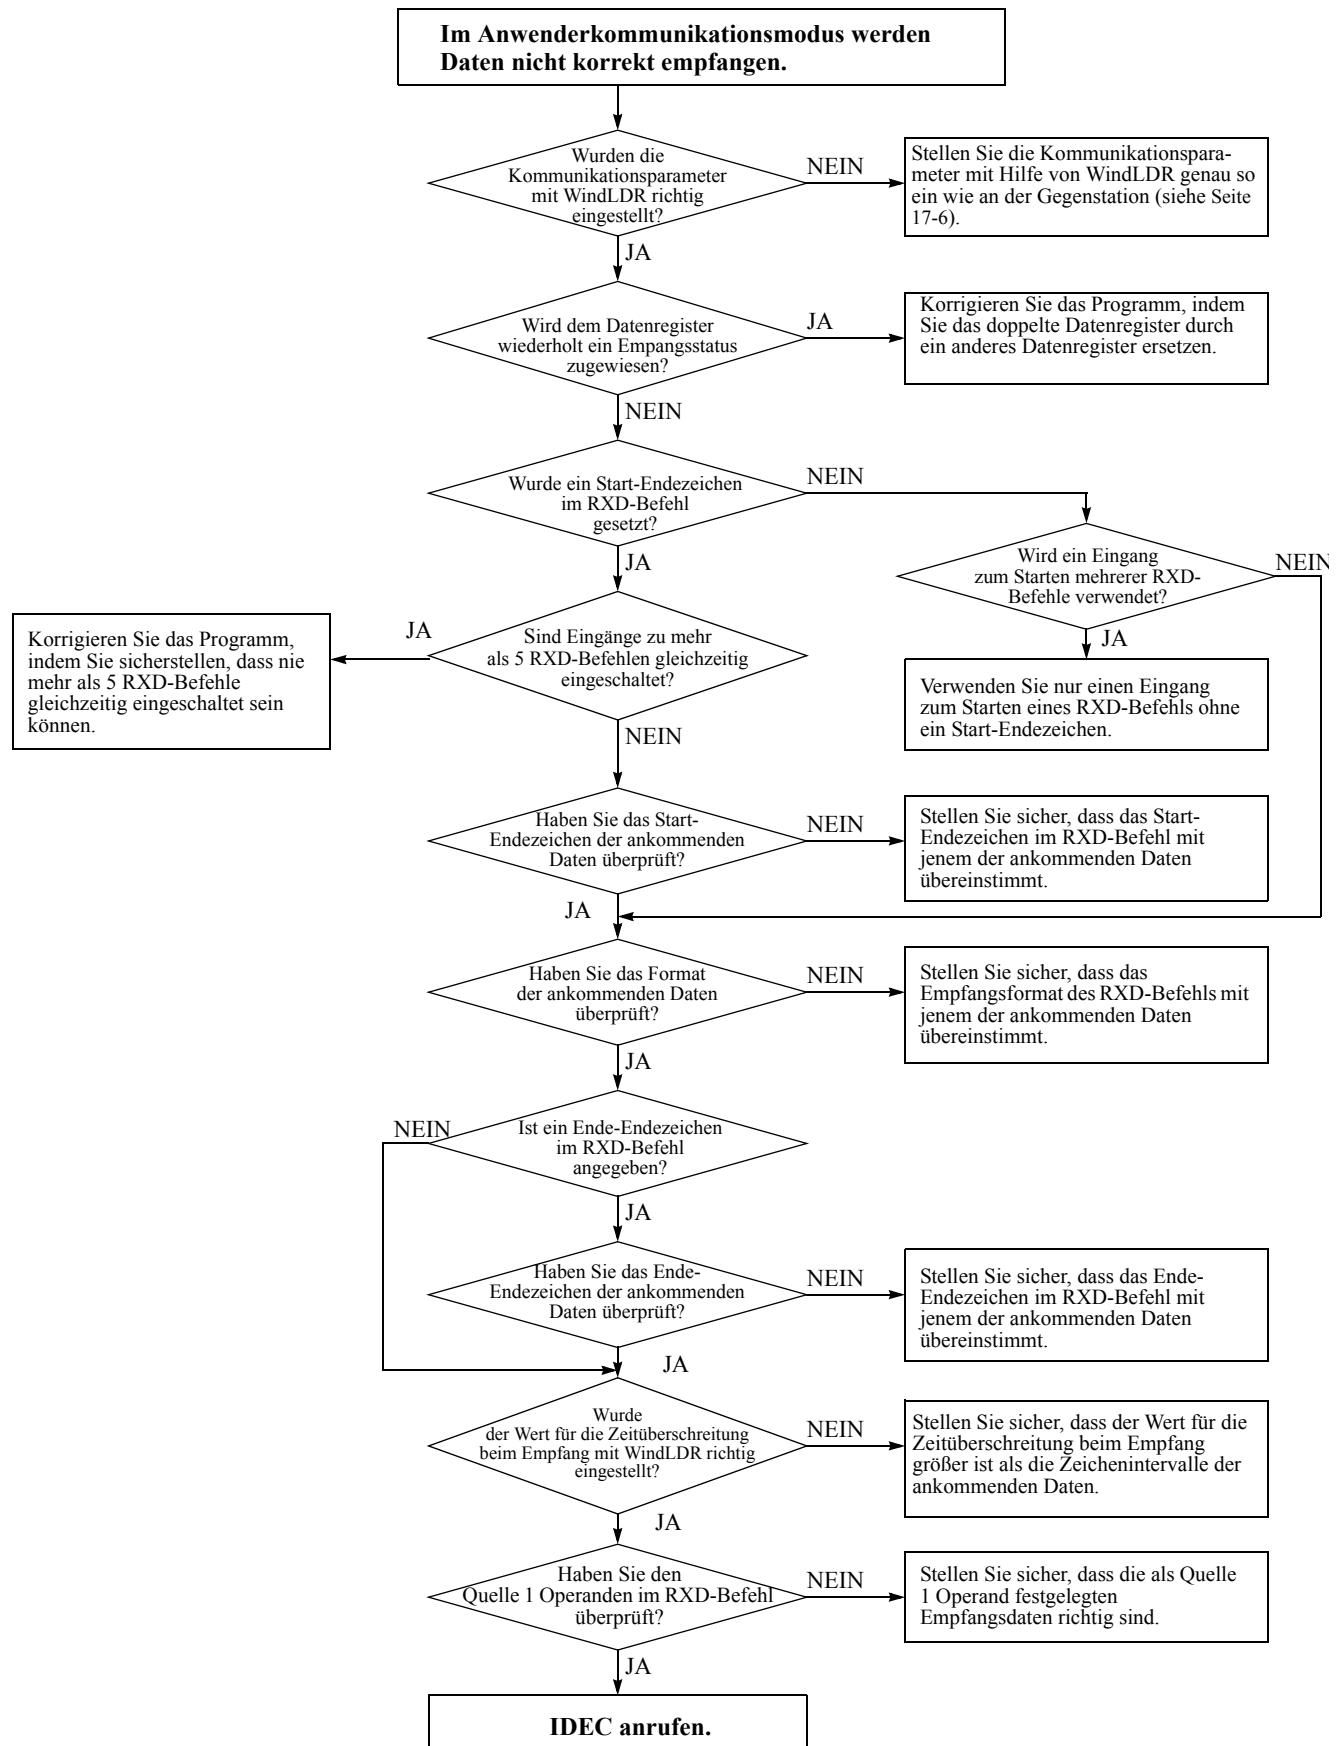 Im Anwenderkommunikationsmodus werden
Daten nicht korrekt empfangen.
Wurden die
Kommunikationsparameter
mit WindLDR richtig
eingestellt?
NEIN
Stellen Sie die Kommunikationspara-
meter mit Hilfe von WindLDR genau so
ein wie an der Gegenstation (siehe Seite
17-6).
JA
Wird dem Datenregister
wiederholt ein Empangsstatus
zugewiesen?
JA
Korrigieren Sie das Programm, indem
Sie das doppelte Datenregister durch
ein anderes Datenregister ersetzen.
NEIN
Wurde ein Start-Endezeichen
im RXD-Befehl
gesetzt?
NEIN
Wird ein Eingang
zum Starten mehrerer RXD-
Befehle verwendet?
NEIN
JA
JA
Verwenden Sie nur einen Eingang
zum Starten eines RXD-Befehls ohne
ein Start-Endezeichen.
Sind Eingänge zu mehr
als 5 RXD-Befehlen gleichzeitig
eingeschaltet?
JA
Korrigieren Sie das Programm,
indem Sie sicherstellen, dass nie
mehr als 5 RXD-Befehle
gleichzeitig eingeschaltet sein
können.
NEIN
Haben Sie das Start-
Endezeichen der ankommenden
Daten überprüft?
NEIN
Stellen Sie sicher, dass das Start-
Endezeichen im RXD-Befehl mit
jenem der ankommenden Daten
übereinstimmt.
JA
Haben Sie das Format
der ankommenden Daten
überprüft?
NEIN
Stellen Sie sicher, dass das
Empfangsformat des RXD-Befehls mit
jenem der ankommenden Daten
übereinstimmt.
JA
Ist ein Ende-Endezeichen
im RXD-Befehl
angegeben?
NEIN
JA
Haben Sie das Ende-
Endezeichen der ankommenden
Daten überprüft?
NEIN
Stellen Sie sicher, dass das Ende-
Endezeichen im RXD-Befehl mit
jenem der ankommenden Daten
übereinstimmt.
JA
Wurde
der Wert für die Zeitüberschreitung
beim Empfang mit WindLDR richtig
eingestellt?
NEIN
Stellen Sie sicher, dass der Wert für die
Zeitüberschreitung beim Empfang
größer ist als die Zeichenintervalle der
ankommenden Daten.
JA
Haben Sie den
Quelle 1 Operanden im RXD-Befehl
überprüft?
NEIN
Stellen Sie sicher, dass die als Quelle
1 Operand festgelegten
Empfangsdaten richtig sind.
JA
IDEC anrufen.